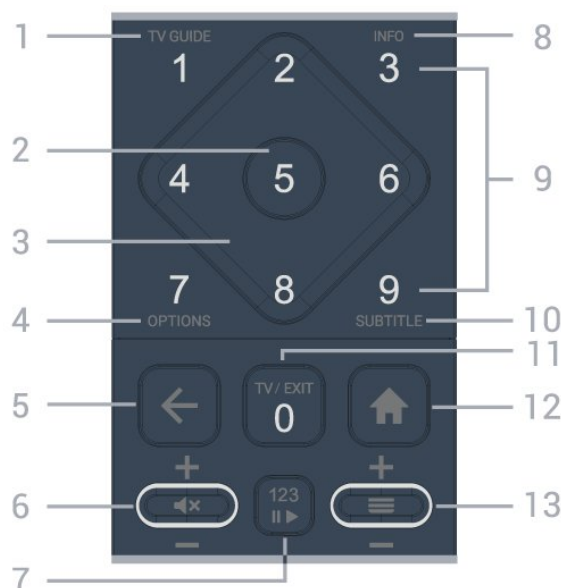 1 TV GUIDE INFO 8
1 2 3
2
4 5 6 9
3
7 8 9
4 OPTIONS SUBTITLE 10
11
TV / EXIT
5 0 12
+ +
6 13
123
− −
7